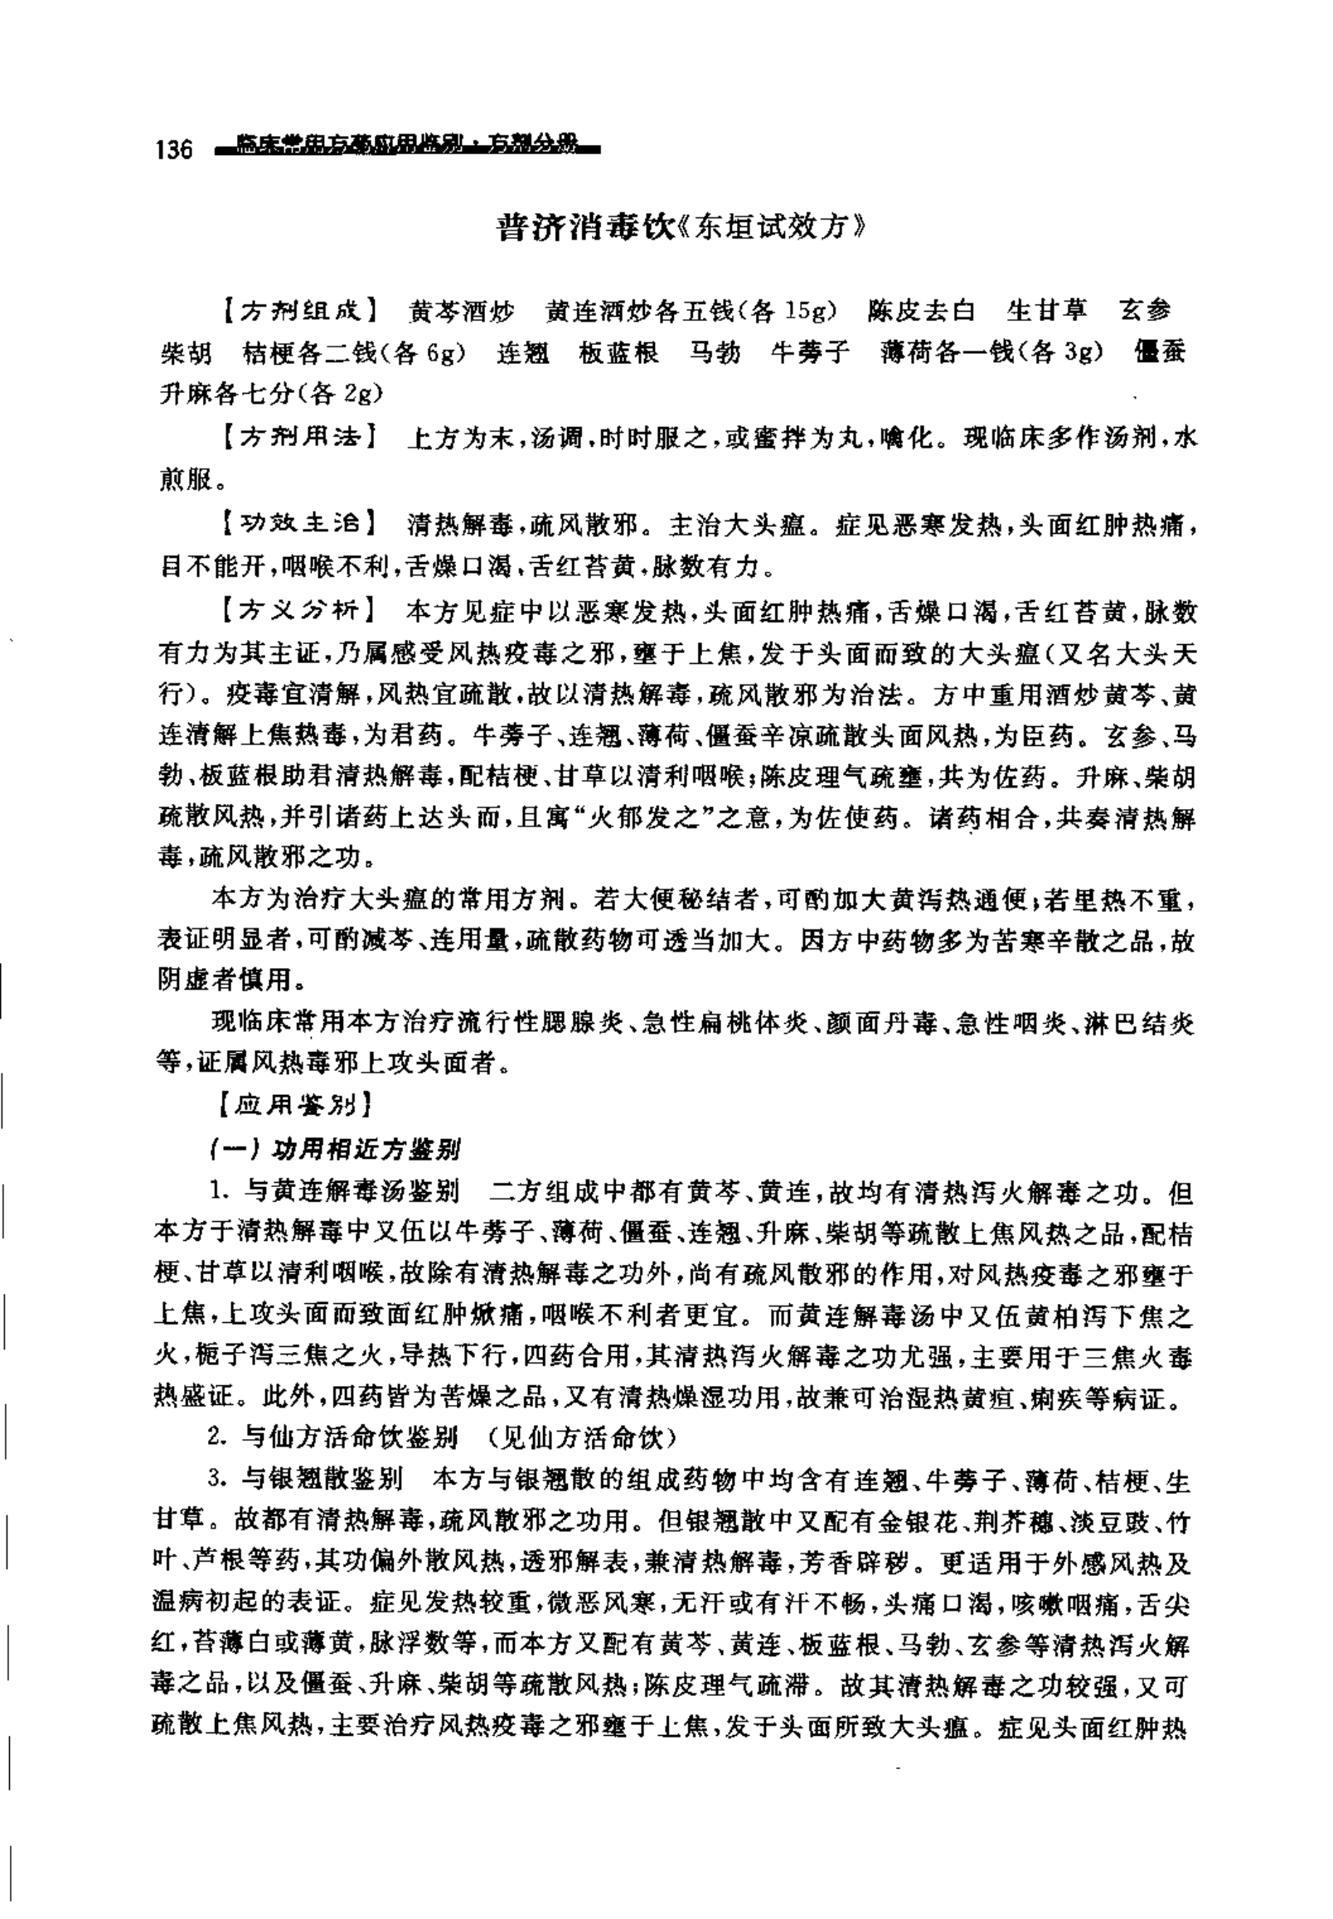 136 临床常用方药应用鉴别·方剂分册
普济消毒饮《东垣试效方》
【方剂组成】 黄芩酒炒 黄连酒炒各五钱(各 15g) 陈皮去白 生甘草 玄参
柴胡 桔梗各二钱(各 6g) 连翘 板蓝根 马勃 牛蒡子 薄荷各一钱(各 3g) 僵蚕
升麻各七分(各 2g)
【方剂用法】 上方为末,汤调,时时服之,或蜜拌为丸,噙化。现临床多作汤剂,水
煎服。
【功效主治】 清热解毒,疏风散邪。主治大头瘟。症见恶寒发热,头面红肿热痛,
目不能开,咽喉不利,舌燥口渴,舌红苔黄,脉数有力。
【方义分析】 本方见症中以恶寒发热,头面红肿热痛,舌燥口渴,舌红苔黄,脉数
有力为其主证,乃属感受风热疫毒之邪,壅于上焦,发于头面而致的大头瘟(又名大头天
行)。疫毒宜清解,风热宜疏散,故以清热解毒,疏风散邪为治法。方中重用酒炒黄芩、黄
连清解上焦热毒,为君药。牛蒡子、连翘、薄荷、僵蚕辛凉疏散头面风热,为臣药。玄参、马
勃、板蓝根助君清热解毒,配桔梗、甘草以清利咽喉;陈皮理气疏壅,共为佐药。升麻、柴胡
疏散风热,并引诸药上达头而,且寓“火郁发之”之意,为佐使药。诸药相合,共奏清热解
毒,疏风散邪之功。
本方为治疗大头瘟的常用方剂。若大便秘结者,可酌加大黄泻热通便;若里热不重,
表证明显者,可酌减芩、连用量,疏散药物可透当加大。因方中药物多为苦寒辛散之品,故
阴虚者慎用。
现临床常用本方治疗流行性腮腺炎、急性扁桃体炎、颜面丹毒、急性咽炎、淋巴结炎
等,证属风热毒邪上攻头面者。
【应用鉴别】
(一)功用相近方鉴别
1. 与黄连解毒汤鉴别 二方组成中都有黄芩、黄连,故均有清热泻火解毒之功。但
本方于清热解毒中又伍以牛蒡子、薄荷、僵蚕、连翘、升麻、柴胡等疏散上焦风热之品,配桔
梗、甘草以清利咽喉,故除有清热解毒之功外,尚有疏风散邪的作用,对风热疫毒之邪壅于
上焦,上攻头面而致面红肿焮痛,咽喉不利者更宜。而黄连解毒汤中又伍黄柏泻下焦之
火,栀子泻三焦之火,导热下行,四药合用,其清热泻火解毒之功尤强,主要用于三焦火毒
热盛证。此外,四药皆为苦燥之品,又有清热燥湿功用,故兼可治湿热黄疸、痢疾等病证。
2. 与仙方活命饮鉴别 (见仙方活命饮)
3. 与银翘散鉴别 本方与银翘散的组成药物中均含有连翘、牛蒡子、薄荷、桔梗、生
甘草。故都有清热解毒,疏风散邪之功用。但银翘散中又配有金银花、荆芥穗、淡豆豉、竹
叶、芦根等药,其功偏外散风热,透邪解表,兼清热解毒,芳香辟秽。更适用于外感风热及
温病初起的表证。症见发热较重,微恶风寒,无汗或有汗不畅,头痛口渴,咳嗽咽痛,舌尖
红,苔薄白或薄黄,脉浮数等,而本方又配有黄芩、黄连、板蓝根、马勃、玄参等清热泻火解
毒之品,以及僵蚕、升麻、柴胡等疏散风热;陈皮理气疏滞。故其清热解毒之功较强,又可
疏散上焦风热,主要治疗风热疫毒之邪壅于上焦,发于头面所致大头瘟。症见头面红肿热